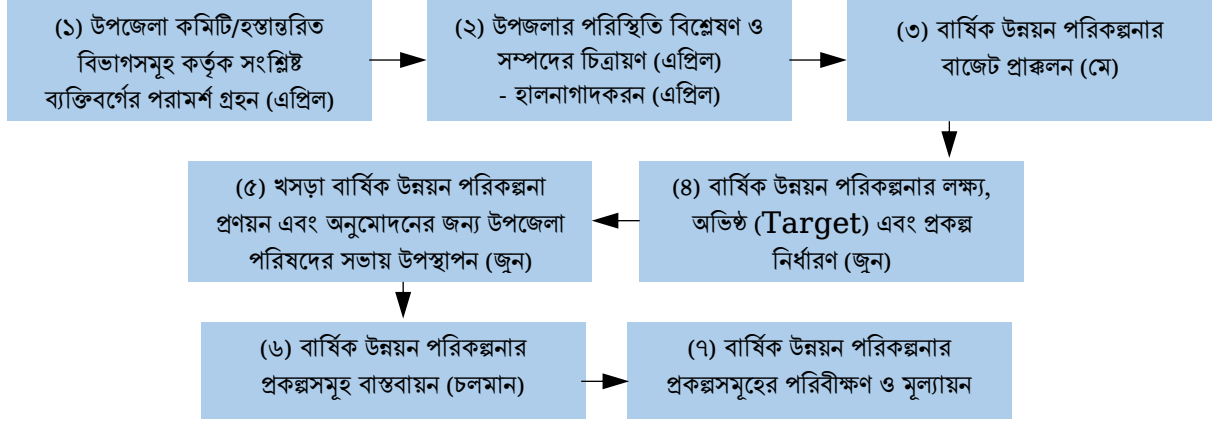 (১) উপজেলা কমিটি/হস্তান্তরিত
বিভাগসমূহ কর্তৃক সংশ্লিষ্ট
ব্যক্তিবর্গের পরামর্শ গ্রহন (এপ্রিল)
(২) উপজলার পরিস্থিতি বিশ্লেষণ ও
সম্পদের চিত্রায়ণ (এপ্রিল)
- হালনাগাদকরন (এপ্রিল)
(৩) বার্ষিক উন্নয়ন পরিকল্পনার
বাজেট প্রাক্কলন (মে)
(৪) বার্ষিক উন্নয়ন পরিকল্পনার লক্ষ্য,
অভিষ্ঠ (Target) এবং প্রকল্প
নির্ধারণ (জুন)
(৫) খসড়া বার্ষিক উন্নয়ন পরিকল্পনা
প্রণয়ন এবং অনুমোদনের জন্য উপজেলা
পরিষদের সভায় উপস্থাপন (জুন)
(৬) বার্ষিক উন্নয়ন পরিকল্পনার
প্রকল্পসমূহ বাস্তবায়ন (চলমান)
(৭) বার্ষিক উন্নয়ন পরিকল্পনার
প্রকল্পসমূহের পরিবীক্ষণ ও মূল্যায়ন